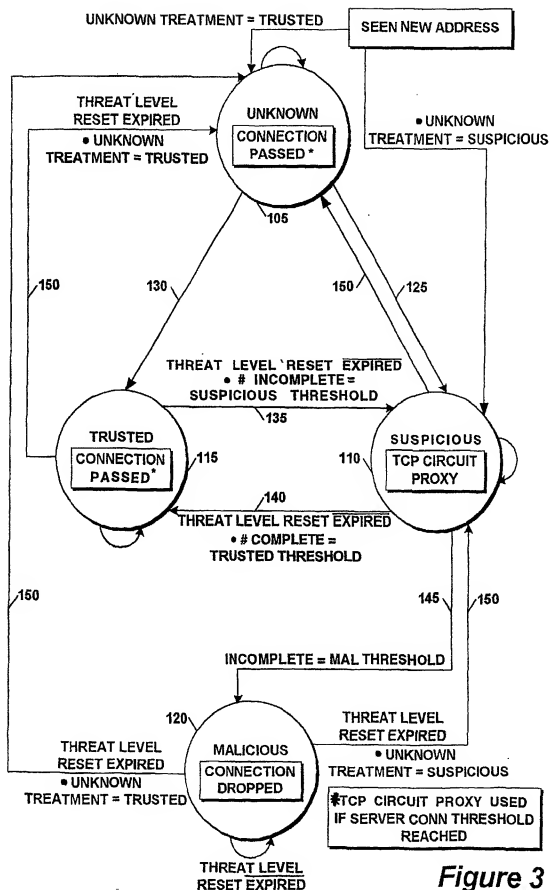 UNKNOWN TREATMENT = TRUSTED
SEEN NEW ADDRESS
THREAT LEVEL
RESET EXPIRED
• UNKNOWN
TREATMENT = TRUSTED
UNKNOWN
CONNECTION
PASSED*
105
• UNKNOWN
TREATMENT = SUSPICIOUS
150
130
150
125
THREAT LEVEL RESET EXPIRED
• # INCOMPLETE =
SUSPICIOUS THRESHOLD
135
TRUSTED
CONNECTION
PASSED*
115
SUSPICIOUS
TCP CIRCUIT
PROXY
110
140
THREAT LEVEL RESET EXPIRED
• # COMPLETE =
TRUSTED THRESHOLD
150
145
150
INCOMPLETE = MAL THRESHOLD
120
MALICIOUS
CONNECTION
DROPPED
THREAT LEVEL
RESET EXPIRED
• UNKNOWN
TREATMENT = TRUSTED
THREAT LEVEL
RESET EXPIRED
• UNKNOWN
TREATMENT = SUSPICIOUS
*TCP CIRCUIT PROXY USED
IF SERVER CONN THRESHOLD
REACHED
THREAT LEVEL
RESET EXPIRED
Figure 3